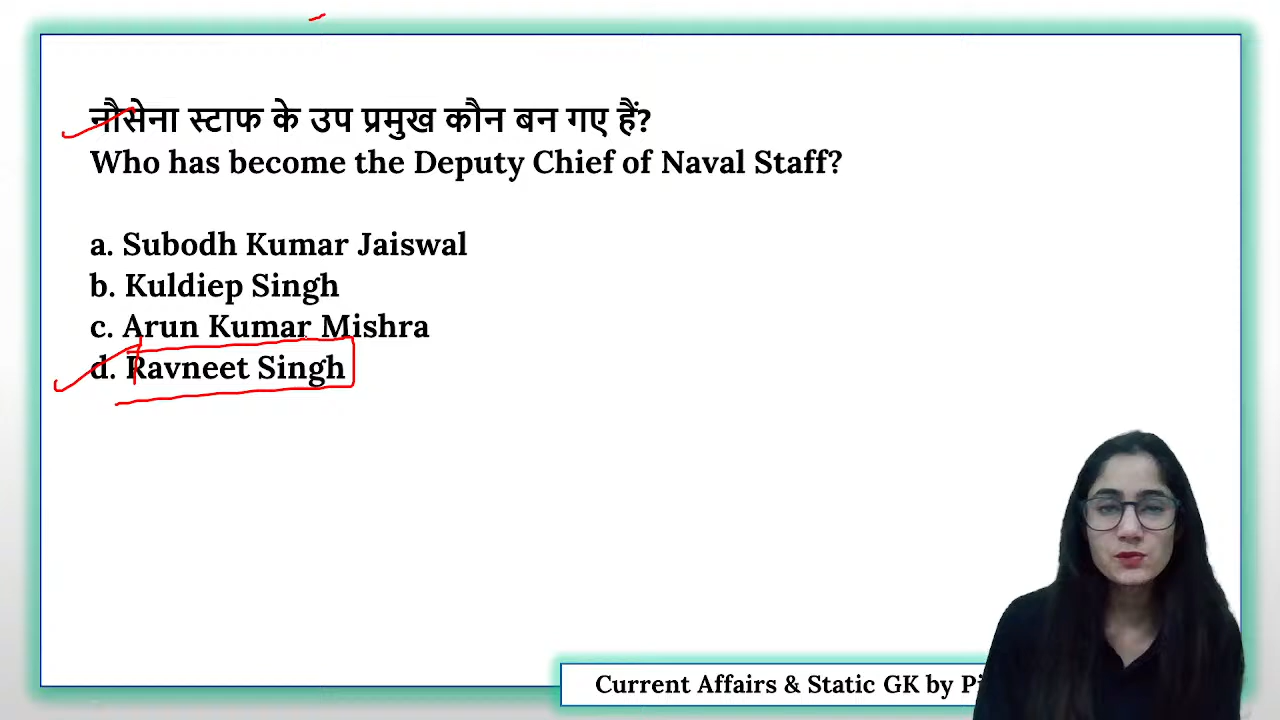 नौसेना स्टाफ के उप प्रमुख कौन बन गए हैं?
Who has become the Deputy Chief of Naval Staff?
a. Subodh Kumar Jaiswal
b. Kuldiep Singh
c. Arun Kumar Mishra
d. Ravneet Singh
Current Affairs & Static GK by